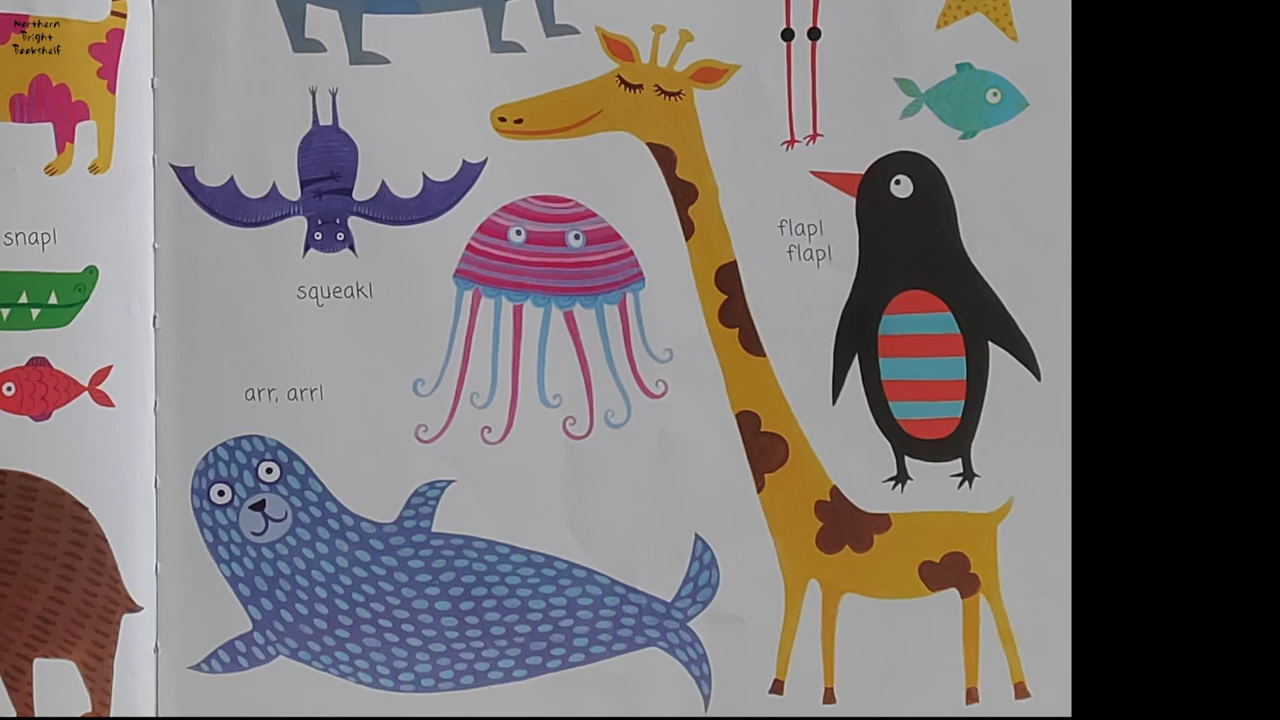 Northern
Bright
Bookshelf
snap!
squeak!
arr, arr!
flap!
flap!